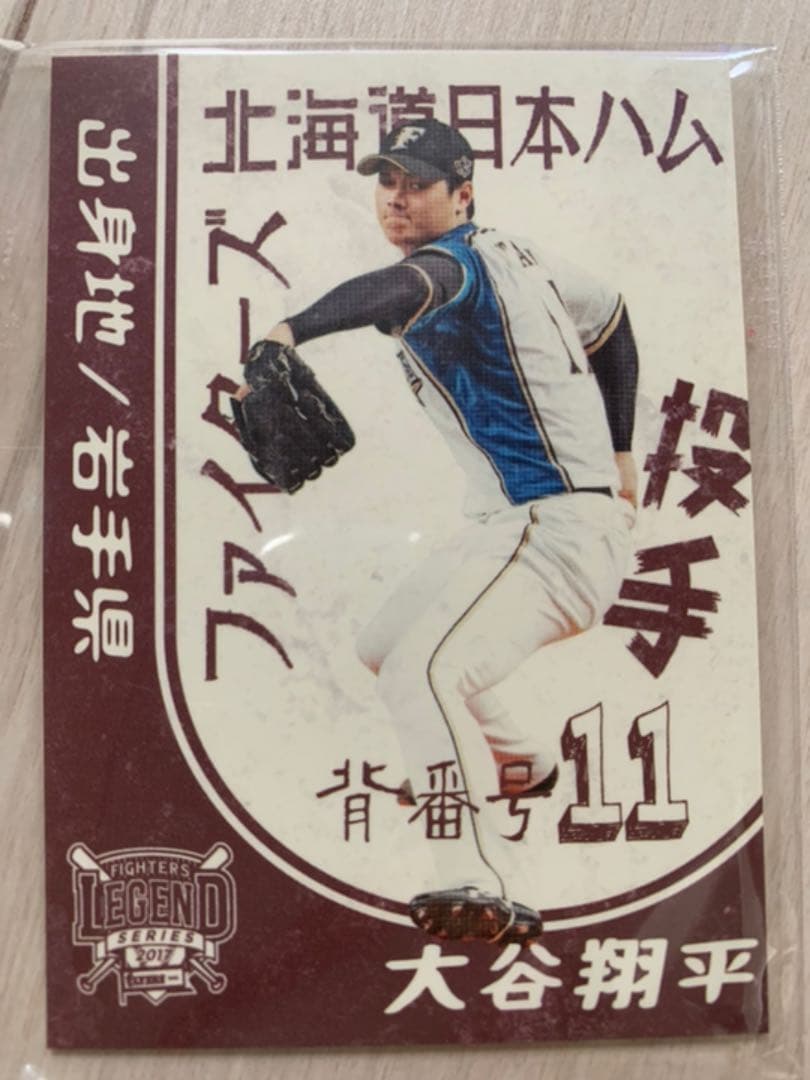 北海道日本ハム
ファイターズ
出身地/岩手県
投手
背番号11
FIGHTERS
LEGEND
SERIES
2017
大谷翔平